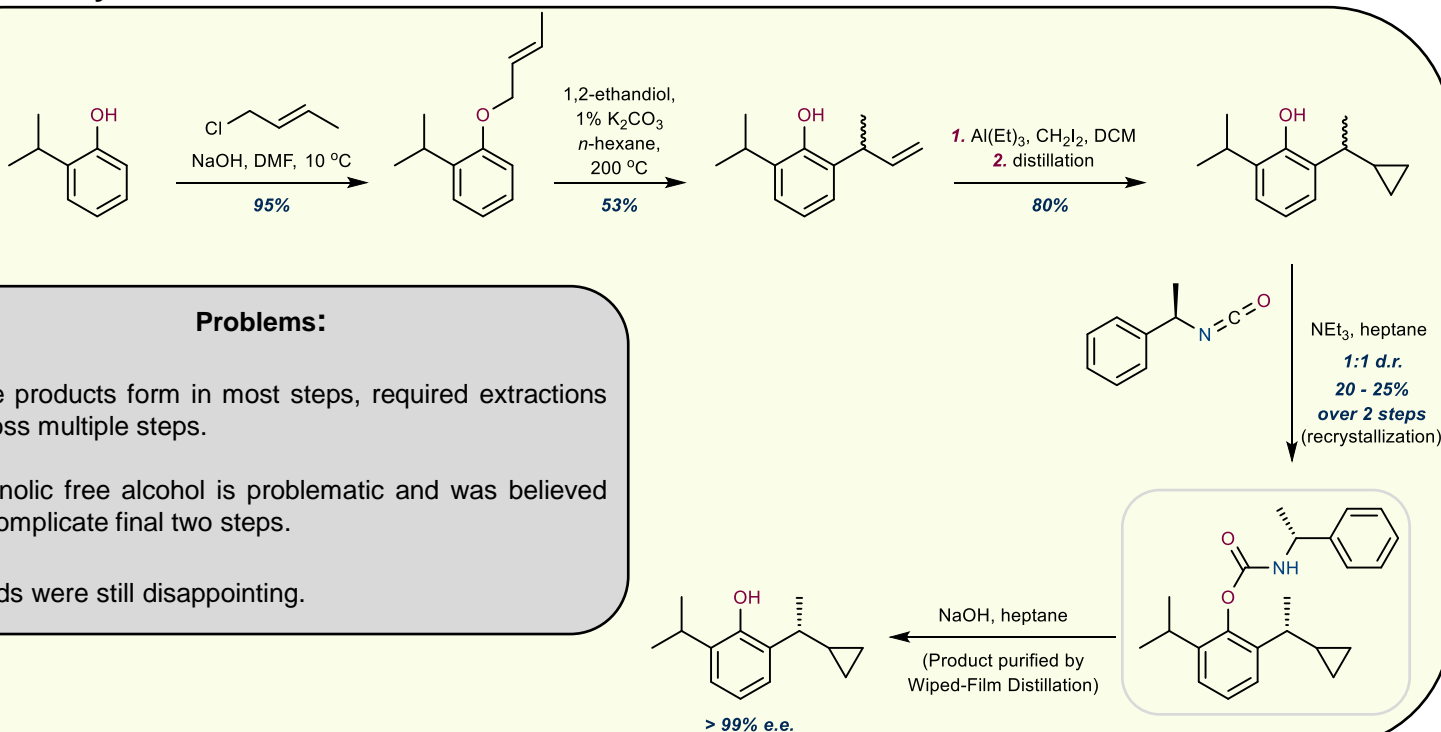 OH
Cl
NaOH, DMF, 10 °C
95%
O
1,2-ethandiol,
1% K2CO3
n-hexane,
200 °C
53%
OH
1. Al(Et)3, CH2I2, DCM
2. distillation
80%
OH
Problems:
products form in most steps, required extractions
multiple steps.
free alcohol is problematic and was believed
final two steps.
were still disappointing.
N
C
O
NEt3, heptane
1:1 d.r.
20 - 25%
over 2 steps
(recrystallization)
O
NH
O
NaOH, heptane
(Product purified by
Wiped-Film Distillation)
OH
> 99% e.e.